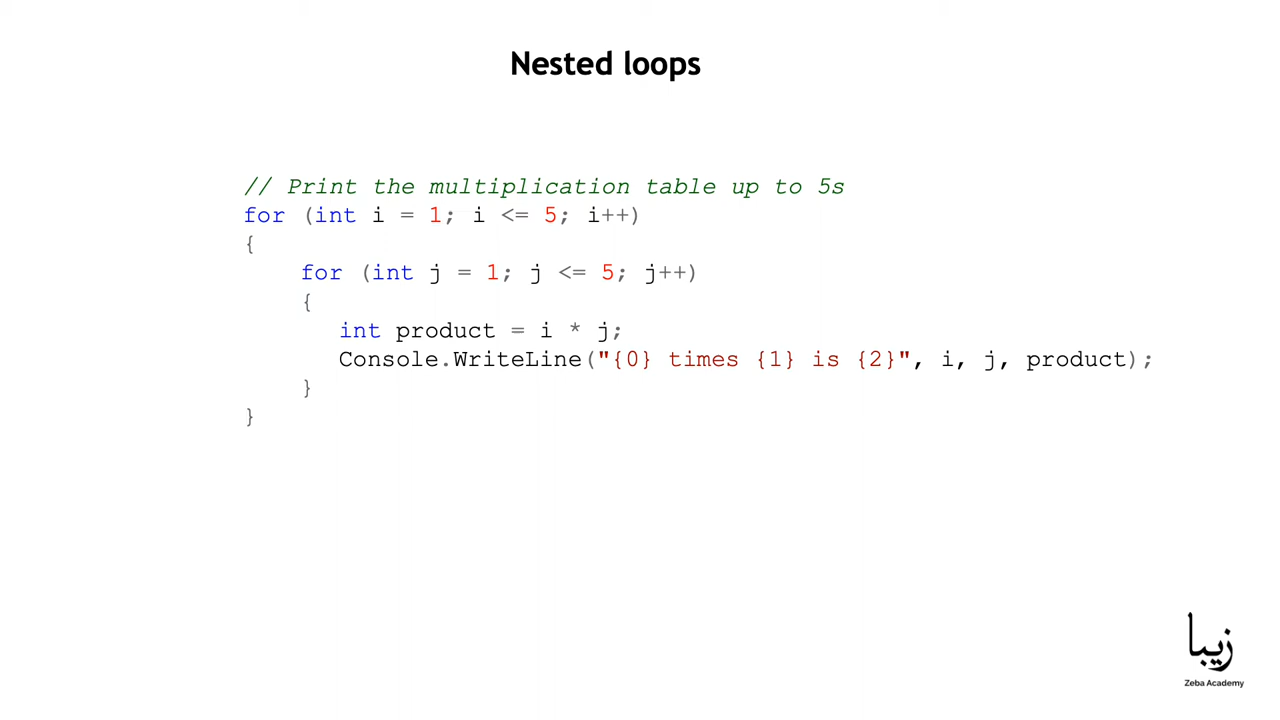 Nested loops
// Print the multiplication table up to 5s
for (int i = 1; i <= 5; i++)
{
for (int j = 1; j <= 5; j++)
{
int product = i * j;
Console.WriteLine("{0} times {1} is {2}", i, j, product);
}
}
زيبا
Zeba Academy